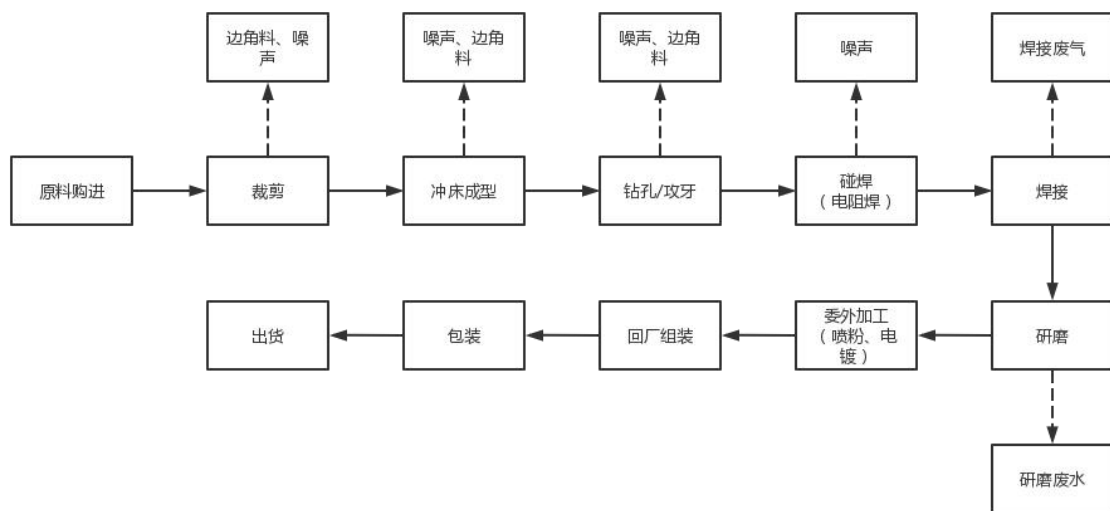 边角料、噪
声
噪声、边角
料
噪声、边角
料
噪声
焊接废气
原料购进
裁剪
冲床成型
钻孔/攻牙
碰焊
（电阻焊）
焊接
出货
包装
回厂组装
委外加工
（喷粉、电
镀）
研磨
研磨废水